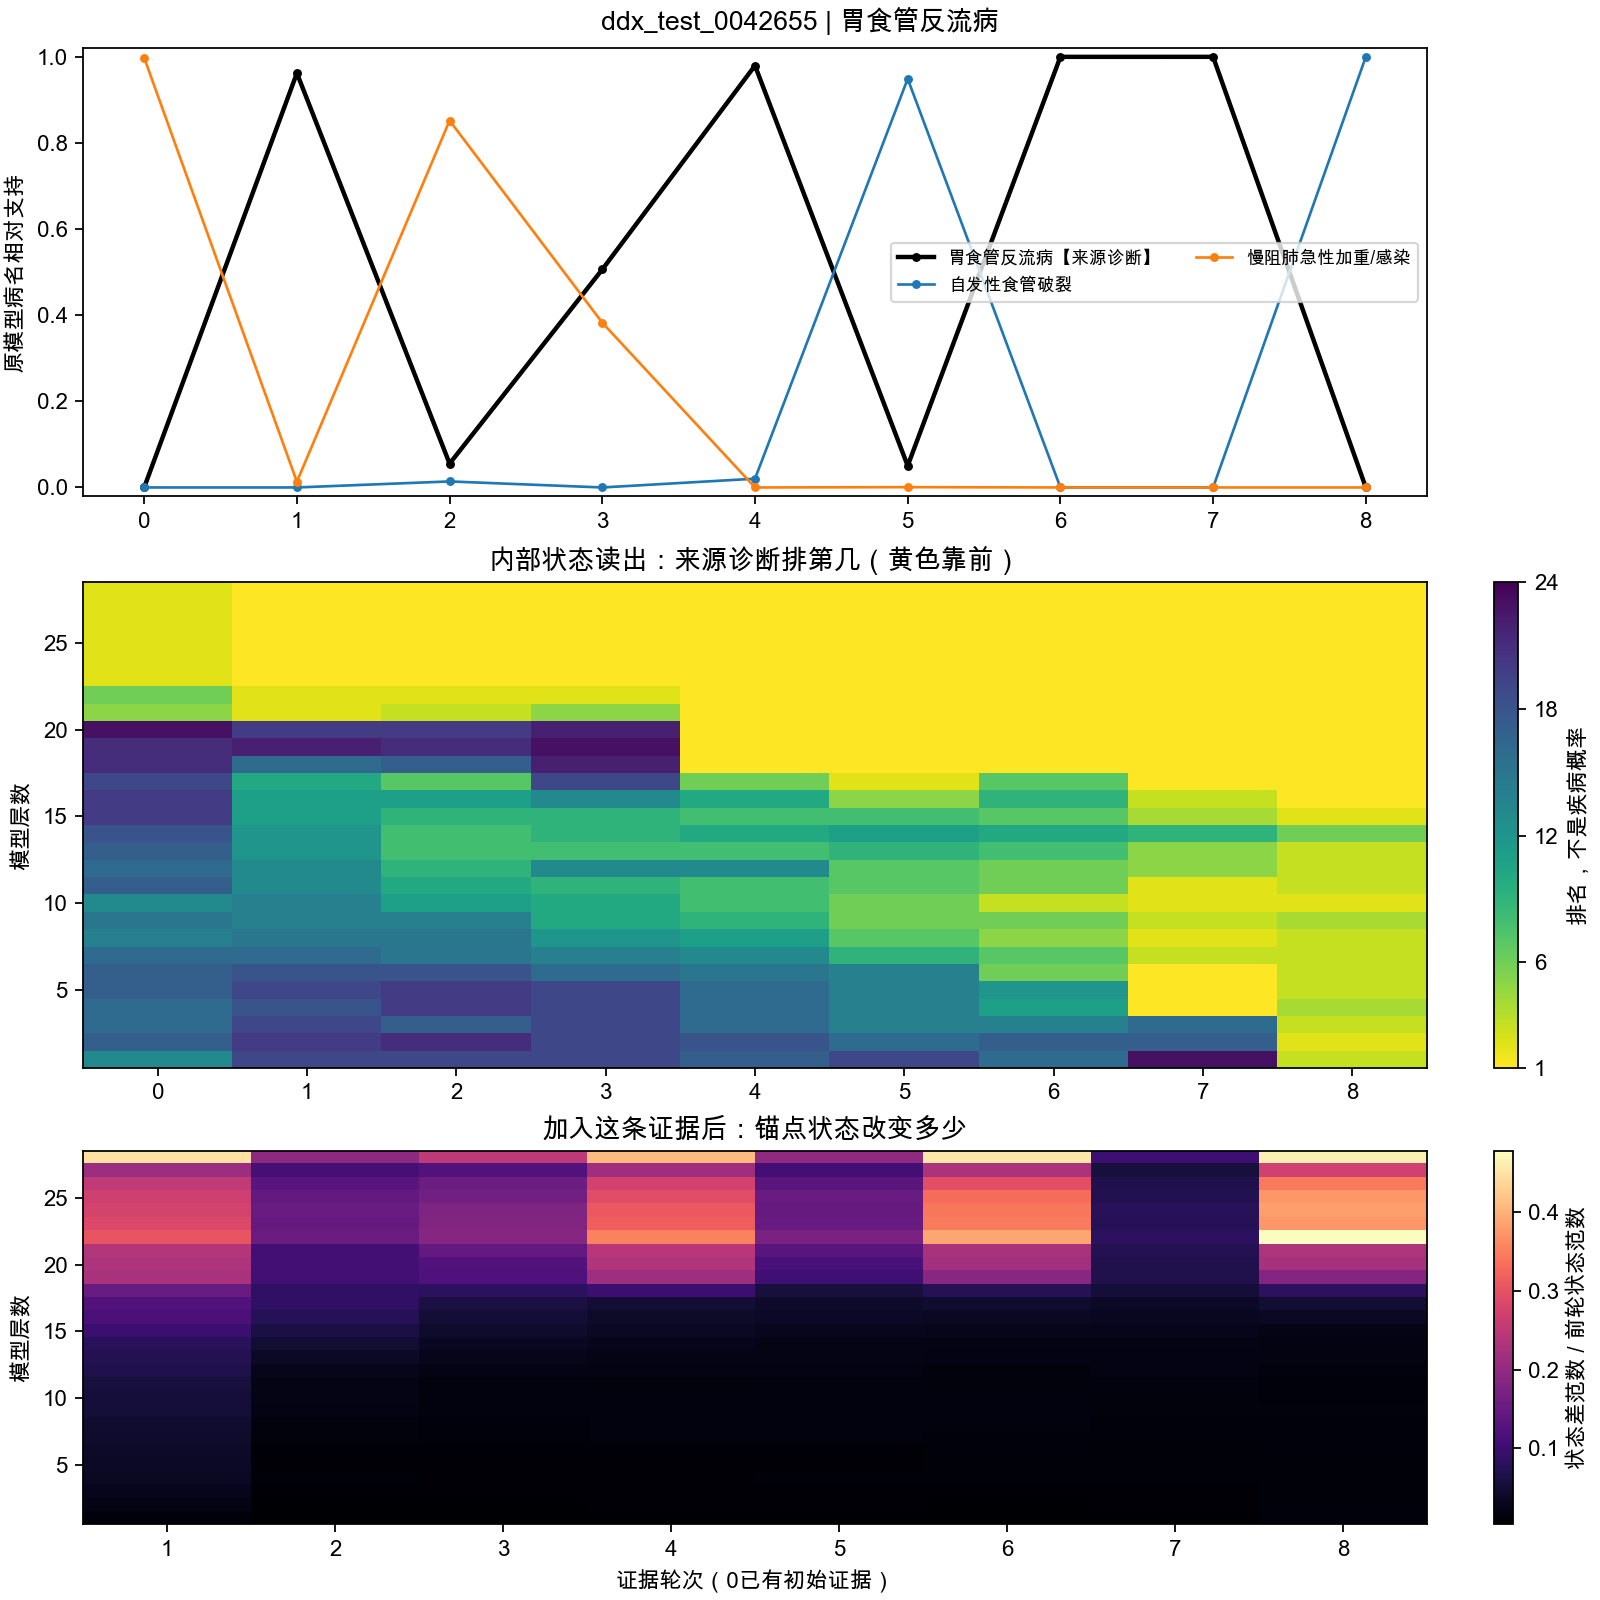 ddx_test_0042655 | 胃食管反流病
原模型病名相对支持
1.0
0.8
0.6
0.4
0.2
0.0
胃食管反流病【来源诊断】
慢阻肺急性加重/感染
自发性食管破裂
0 1 2 3 4 5 6 7 8
内部状态读出：来源诊断排第几（黄色靠前）
模型层数
25
20
15
10
5
0 1 2 3 4 5 6 7 8
24
18
12
6
1
排名，不是疾病概率
加入这条证据后：锚点状态改变多少
模型层数
25
20
15
10
5
1 2 3 4 5 6 7 8
证据轮次（0已有初始证据）
0.4
0.3
0.2
0.1
状态差范数 / 前轮状态范数